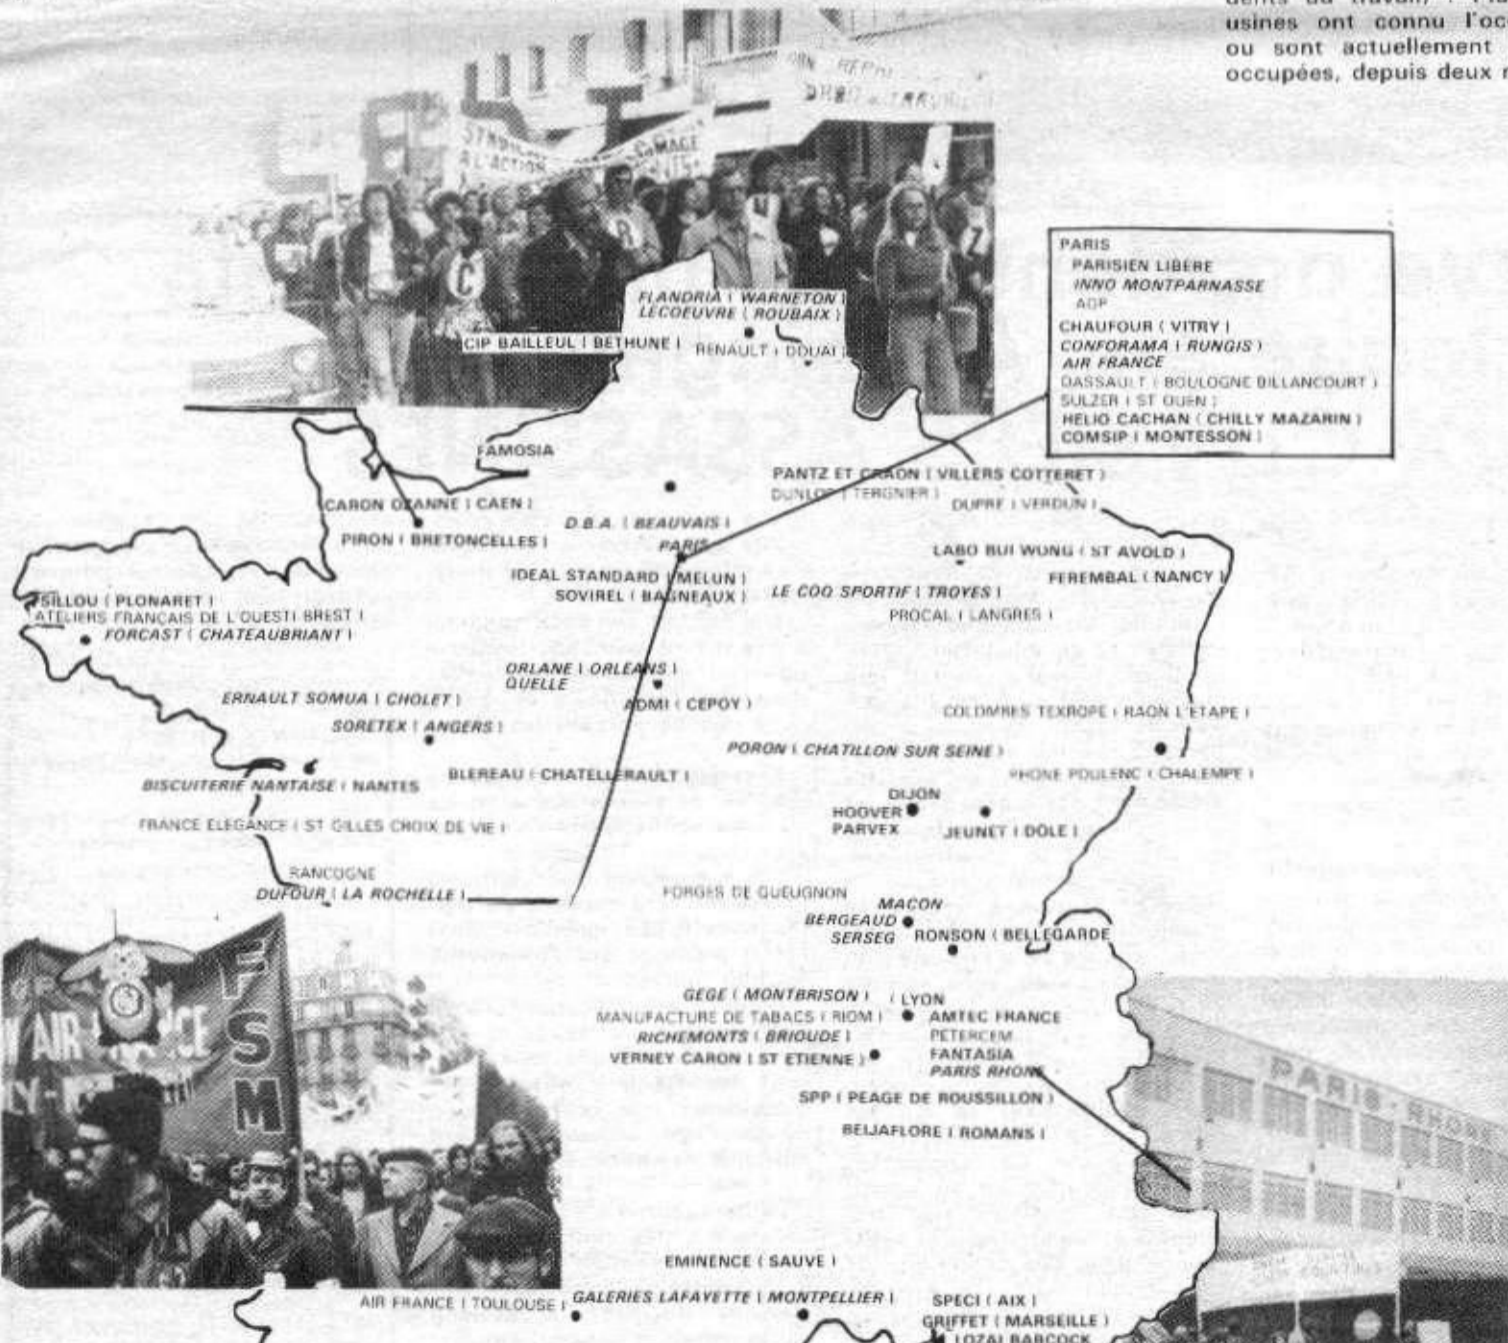 usines ont connu l'oc
ou sont actuellement
occupées, depuis deux
SYNDICAT
A L'ACTION
DROIT
TRAVAIL
C
R
U
Z
PARIS
PARISIEN LIBERE
INNO MONTPARNASSE
ADP
CHAUFOUR ( VITRY )
CONFORAMA ( RUNGIS )
AIR FRANCE
DASSAULT ( BOULOGNE BILLANCOURT )
SULZER ( ST OUEN )
HELIO CACHAN ( CHILLY MAZARIN )
COMSIP ( MONTESSON )
FLANDRIA ( WARNETON )
LECOEUVRE ( ROUBAIX )
CIP BAILLEUL ( BETHUNE )
RENAULT ( DOUAI )
FAMOSIA
PANTZ ET CRAON ( VILLERS COTTERET )
DUNLOP ( TERGNIER )
DUPRE ( VERDUN )
CARON OZANNE ( CAEN )
D.B.A. ( BEAUVAIS )
PIRON ( BRETONCELLES )
PARIS
LABO BUI WONG ( ST AVOLD )
IDEAL STANDARD ( MELUN )
FEREMBAL ( NANCY )
SOVIREL ( BAGNEAUX )
LE COQ SPORTIF ( TROYES )
PROCAL ( LANGRES )
SILLOU ( PLONARET )
ATELIERS FRANÇAIS DE L'OUEST ( BREST )
FORCAST ( CHATEAUBRIANT )
ORLANE ( ORLEANS )
QUELLE
ERNAULT SOMUA ( CHOLET )
ADMI ( CEPOY )
COLOMBES TEXROPE ( RAON L'ETAPE )
SORETEX ( ANGERS )
PORON ( CHATILLON SUR SEINE )
BLEREAU ( CHATELLERAULT )
RHONE POULENC ( CHALEMPE )
BISCUITERIE NANTAISE ( NANTES
DIJON
HOOVER
PARVEX
JEUNET ( DOLE )
FRANCE ELEGANCE ( ST GILLES CROIX DE VIE )
RANCOGNE
DUFOUR ( LA ROCHELLE )
FORGES DE GUEUGNON
MACON
BERGEAUD
SERSEG
RONSON ( BELLEGARDE
GEGE ( MONTBRISON )
( LYON
MANUFACTURE DE TABACS ( RIOM )
AMTEC FRANCE
RICHEMONTS ( BRIOUDE )
PETERCEM
VERNEY CARON ( ST ETIENNE )
FANTASIA
PARIS RHONE
SPP ( PEAGE DE ROUSSILLON )
BEIJAFLORE ( ROMANS )
AIR
FSM
PARIS-RHONE
EMINENCE ( SAUVE )
AIR FRANCE ( TOULOUSE )
GALERIES LAFAYETTE ( MONTPELLIER )
SPECI ( AIX )
GRIFFET ( MARSEILLE )
LOZAI BABCOCK